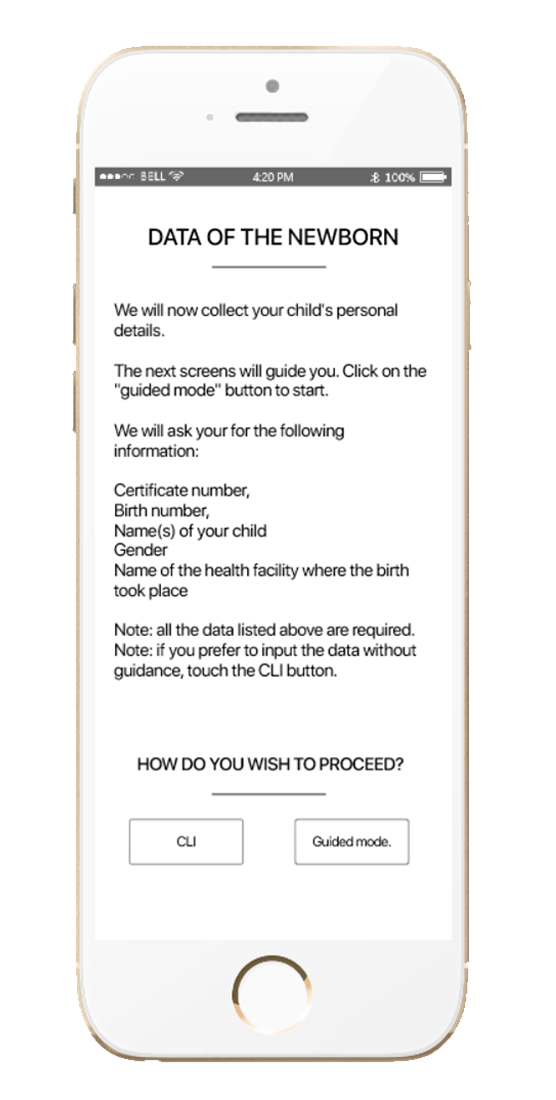 BELL 4:20 PM 100%
DATA OF THE NEWBORN
We will now collect your child's personal
details.
The next screens will guide you. Click on the
"guided mode" button to start.
We will ask your for the following
information:
Certificate number,
Birth number,
Name(s) of your child
Gender
Name of the health facility where the birth
took place
Note: all the data listed above are required.
Note: if you prefer to input the data without
guidance, touch the CLI button.
HOW DO YOU WISH TO PROCEED?
CLI Guided mode.